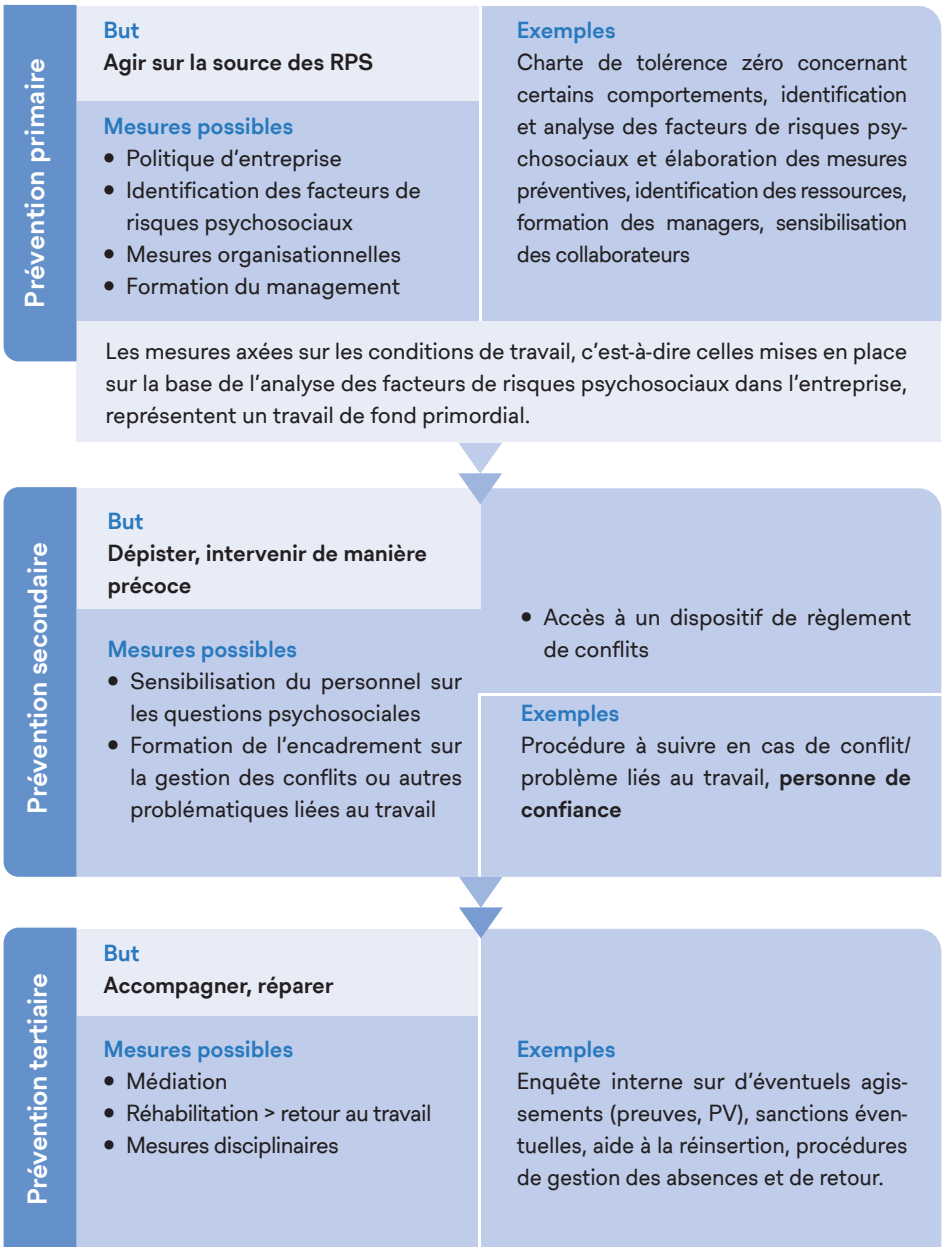 Prévention primaire
But
Agir sur la source des RPS
Mesures possibles
• Politique d'entreprise
• Identification des facteurs de
risques psychosociaux
• Mesures organisationnelles
• Formation du management
Exemples
Charte de tolérence zéro concernant
certains comportements, identification
et analyse des facteurs de risques psy-
chosociaux et élaboration des mesures
préventives, identification des ressources,
formation des managers, sensibilisation
des collaborateurs
Les mesures axées sur les conditions de travail, c'est-à-dire celles mises en place
sur la base de l'analyse des facteurs de risques psychosociaux dans l'entreprise,
représentent un travail de fond primordial.
Prévention secondaire
But
Dépister, intervenir de manière
précoce
Mesures possibles
• Sensibilisation du personnel sur
les questions psychosociales
• Formation de l'encadrement sur
la gestion des conflits ou autres
problématiques liées au travail
• Accès à un dispositif de règlement
de conflits
Exemples
Procédure à suivre en cas de conflit/
problème liés au travail, personne de
confiance
Prévention tertiaire
But
Accompagner, réparer
Mesures possibles
• Médiation
• Réhabilitation > retour au travail
• Mesures disciplinaires
Exemples
Enquête interne sur d'éventuels agis-
sements (preuves, PV), sanctions éven-
tuelles, aide à la réinsertion, procédures
de gestion des absences et de retour.